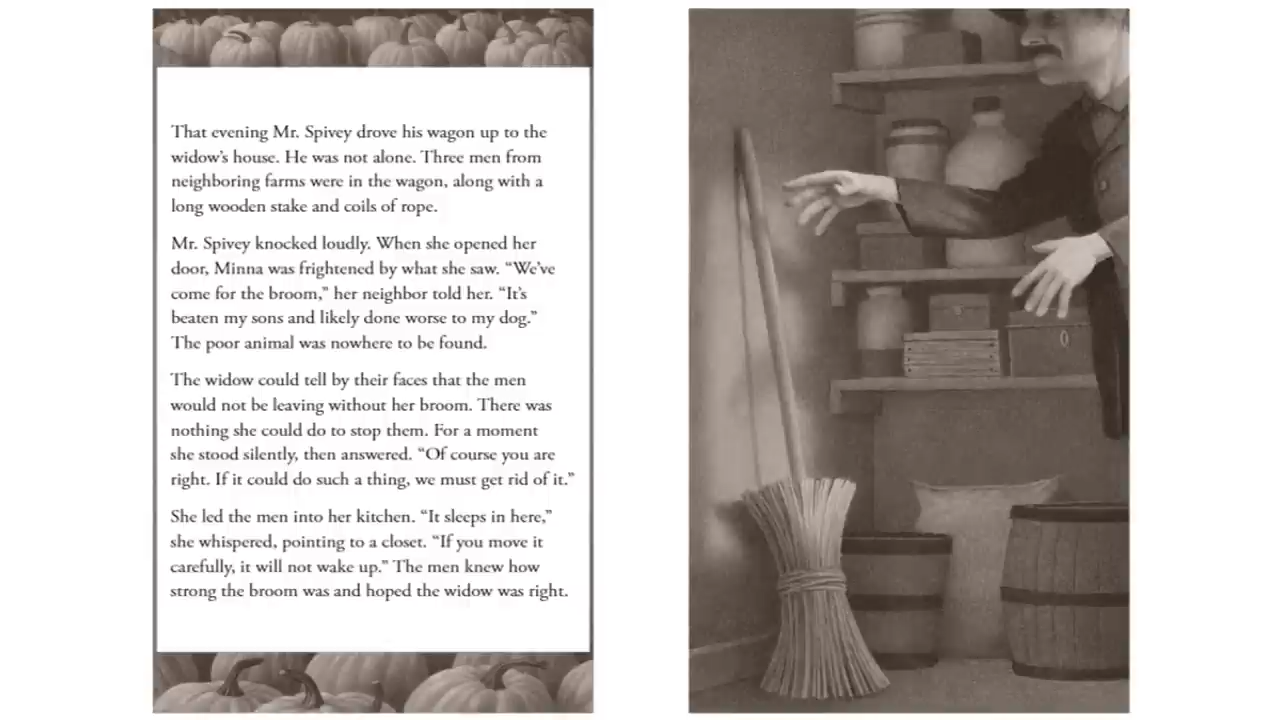 That evening Mr. Spivey drove his wagon up to the
widow's house. He was not alone. Three men from
neighboring farms were in the wagon, along with a
long wooden stake and coils of rope.
Mr. Spivey knocked loudly. When she opened her
door, Minna was frightened by what she saw. “We've
come for the broom,” her neighbor told her. “It's
beaten my sons and likely done worse to my dog.”
The poor animal was nowhere to be found.
The widow could tell by their faces that the men
would not be leaving without her broom. There was
nothing she could do to stop them. For a moment
she stood silently, then answered. “Of course you are
right. If it could do such a thing, we must get rid of it.”
She led the men into her kitchen. “It sleeps in here,”
she whispered, pointing to a closet. “If you move it
carefully, it will not wake up.” The men knew how
strong the broom was and hoped the widow was right.